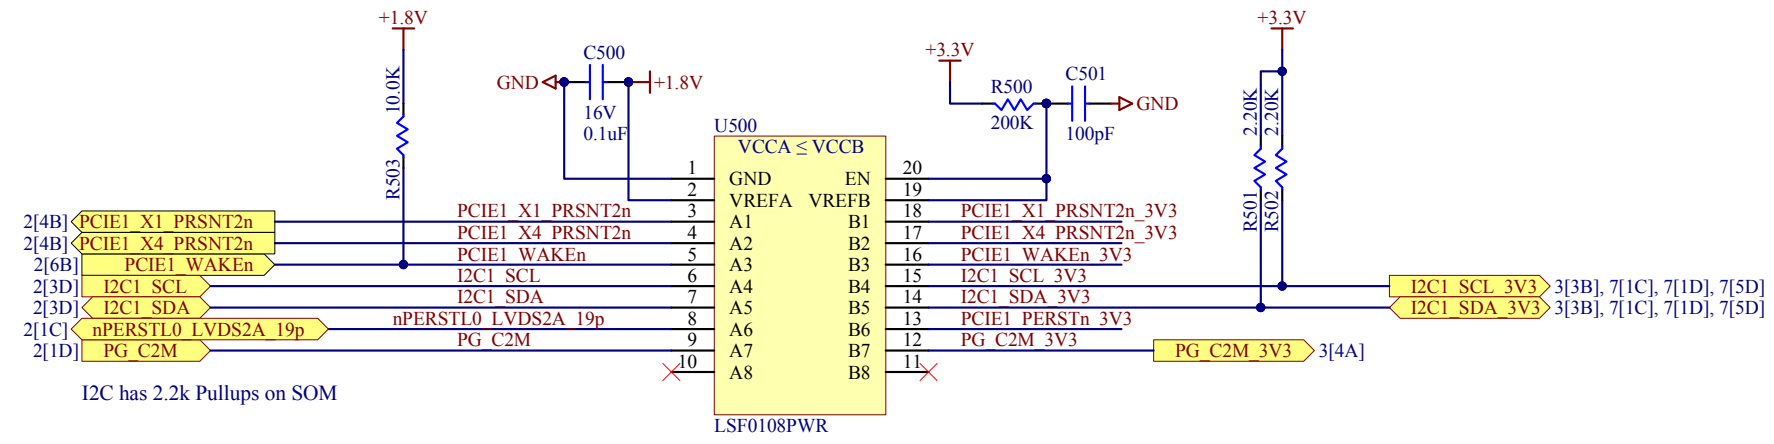 +1.8V
+3.3V
+3.3V
C500
GND
+1.8V
16V
0.1uF
10.0K
R503
R500
200K
C501
GND
100pF
2.20K
2.20K
R501
R502
U500
VCCA ≤ VCCB
1 GND EN 20
2 VREFA VREFB 19
2[4B] PCIE1_X1_PRSNT2n PCIE1_X1_PRSNT2n 3 A1 B1 18 PCIE1_X1_PRSNT2n_3V3
2[4B] PCIE1_X4_PRSNT2n PCIE1_X4_PRSNT2n 4 A2 B2 17 PCIE1_X4_PRSNT2n_3V3
2[6B] PCIE1_WAKEn PCIE1_WAKEn 5 A3 B3 16 PCIE1_WAKEn_3V3
2[3D] I2C1_SCL I2C1_SCL 6 A4 B4 15 I2C1_SCL_3V3 I2C1_SCL_3V3 3[3B], 7[1C], 7[1D], 7[5D]
2[3D] I2C1_SDA I2C1_SDA 7 A5 B5 14 I2C1_SDA_3V3 I2C1_SDA_3V3 3[3B], 7[1C], 7[1D], 7[5D]
2[1C] nPERSTL0_LVDS2A_19p nPERSTL0_LVDS2A_19p 8 A6 B6 13 PCIE1_PERSTn_3V3
2[1D] PG_C2M PG_C2M 9 A7 B7 12 PG_C2M_3V3 PG_C2M_3V3 3[4A]
10 A8 B8 11
I2C has 2.2k Pullups on SOM
LSF0108PWR